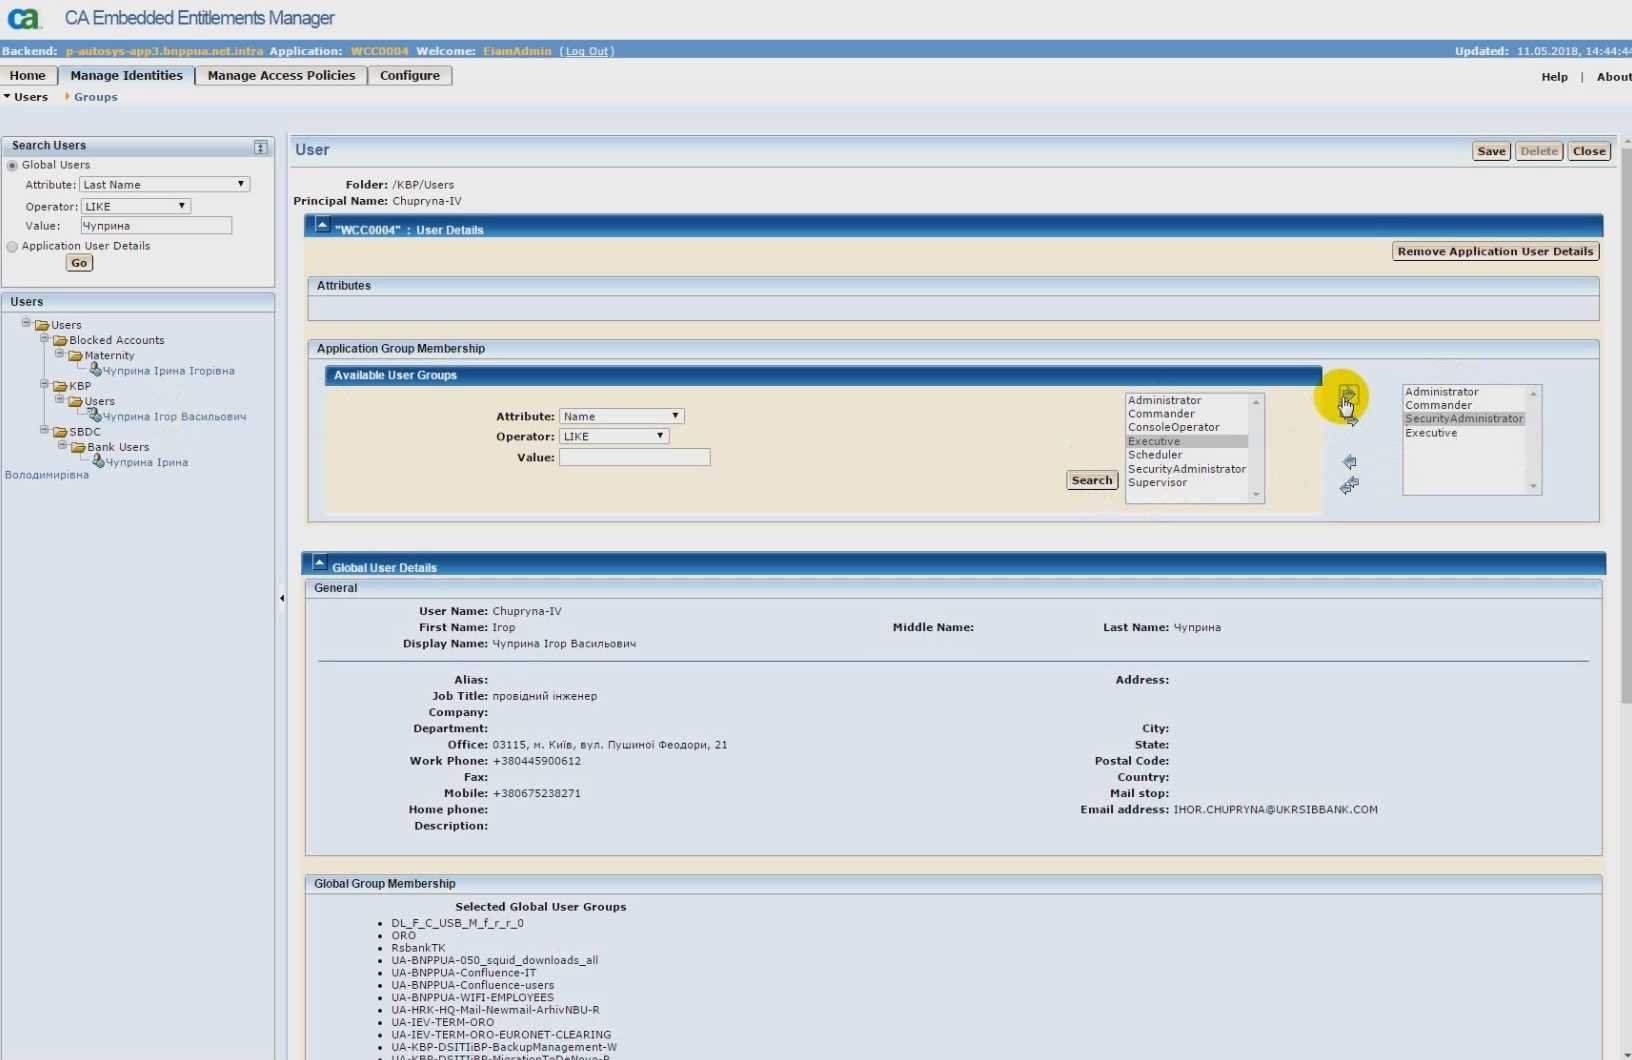 ca CA Embedded Entitlements Manager
Backend: p-autosys-app3.bnppua.net.intra Application: WCC0004 Welcome: EiamAdmin (Log Out) Updated: 11.05.2018, 14:44:44
Home Manage Identities Manage Access Policies Configure Help | About
Users Groups
Search Users
Global Users
Attribute: Last Name
Operator: LIKE
Value: Чуприна
Application User Details
Go
Users
Users
Blocked Accounts
Maternity
Чуприна Ірина Ігорівна
KBP
Users
Чуприна Ігор Васильович
SBDC
Bank Users
Чуприна Ірина
Володимирівна
User Save Delete Close
Folder: /KBP/Users
Principal Name: Chupryna-IV
"WCC0004" : User Details
Remove Application User Details
Attributes
Application Group Membership
Available User Groups
Attribute: Name
Operator: LIKE
Value:
Search
Administrator
Commander
ConsoleOperator
Executive
Scheduler
SecurityAdministrator
Supervisor
Administrator
Commander
SecurityAdministrator
Executive
Global User Details
General
User Name: Chupryna-IV
First Name: Ігор Middle Name: Last Name: Чуприна
Display Name: Чуприна Ігор Васильович
Alias: Address:
Job Title: провідний інженер
Company:
Department: City:
Office: 03115, м. Київ, вул. Пушиної Феодори, 21 State:
Work Phone: +380445900612 Postal Code:
Fax: Country:
Mobile: +380675238271 Mail stop:
Home phone: Email address: IHOR.CHUPRYNA@UKRSIBBANK.COM
Description:
Global Group Membership
Selected Global User Groups
DL_F_C_USB_M_f_r_r_0
ORO
RsbankTK
UA-BNPPUA-050_squid_downloads_all
UA-BNPPUA-Confluence-IT
UA-BNPPUA-Confluence-users
UA-BNPPUA-WIFI-EMPLOYEES
UA-HRK-HQ-Mail-Newmail-ArhivNBU-R
UA-IEV-TERM-ORO
UA-IEV-TERM-ORO-EURONET-CLEARING
UA-KBP-DSITIiBP-BackupManagement-W
UA-KBP-DSITIiBP-MigrationToDeNovo-R